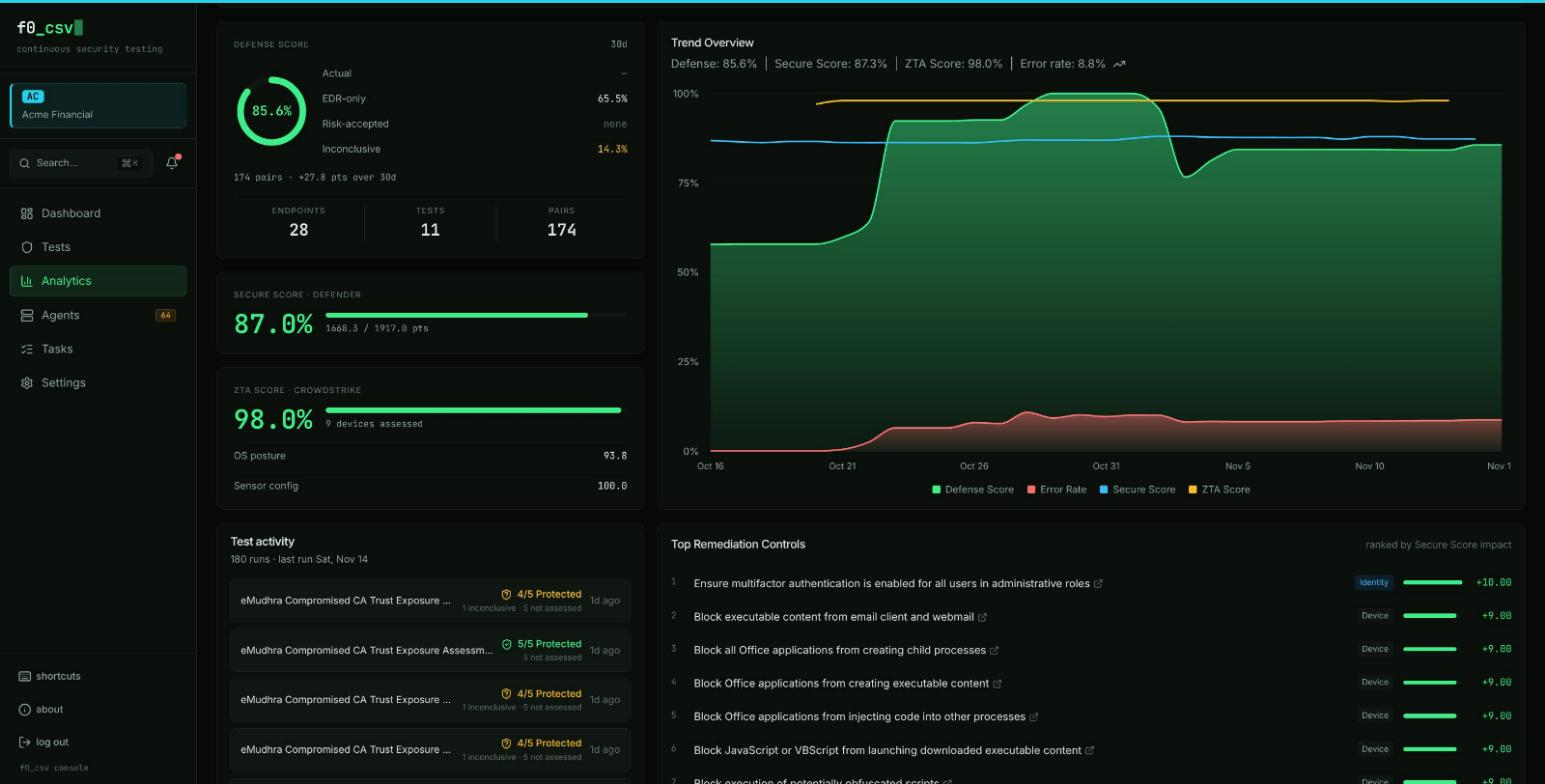 f0_csv
continuous security testing
AC
Acme Financial
Search...
⌘K
Dashboard
Tests
Analytics
Agents
64
Tasks
Settings
shortcuts
about
log out
f0_csv console
DEFENSE SCORE
30d
85.6%
Actual
—
EDR-only
65.5%
Risk-accepted
none
Inconclusive
14.3%
174 pairs · +27.8 pts over 30d
ENDPOINTS
28
TESTS
11
PAIRS
174
SECURE SCORE · DEFENDER
87.0%
1668.3 / 1917.0 pts
ZTA SCORE · CROWDSTRIKE
98.0%
9 devices assessed
OS posture
93.8
Sensor config
100.0
Trend Overview
Defense: 85.6% | Secure Score: 87.3% | ZTA Score: 98.0% | Error rate: 8.8%
100%
75%
50%
25%
0%
Oct 16
Oct 21
Oct 26
Oct 31
Nov 5
Nov 10
Nov 1
Defense Score
Error Rate
Secure Score
ZTA Score
Test activity
180 runs · last run Sat, Nov 14
eMudhra Compromised CA Trust Exposure ...
4/5 Protected
1 inconclusive · 5 not assessed
1d ago
eMudhra Compromised CA Trust Exposure Assessm...
5/5 Protected
5 not assessed
1d ago
eMudhra Compromised CA Trust Exposure ...
4/5 Protected
1 inconclusive · 5 not assessed
1d ago
eMudhra Compromised CA Trust Exposure ...
4/5 Protected
1 inconclusive · 5 not assessed
1d ago
Top Remediation Controls
ranked by Secure Score impact
1 Ensure multifactor authentication is enabled for all users in administrative roles
Identity
+10.00
2 Block executable content from email client and webmail
Device
+9.00
3 Block all Office applications from creating child processes
Device
+9.00
4 Block Office applications from creating executable content
Device
+9.00
5 Block Office applications from injecting code into other processes
Device
+9.00
6 Block JavaScript or VBScript from launching downloaded executable content
Device
+9.00
7 Block execution of potentially obfuscated scripts
Device
+9.00